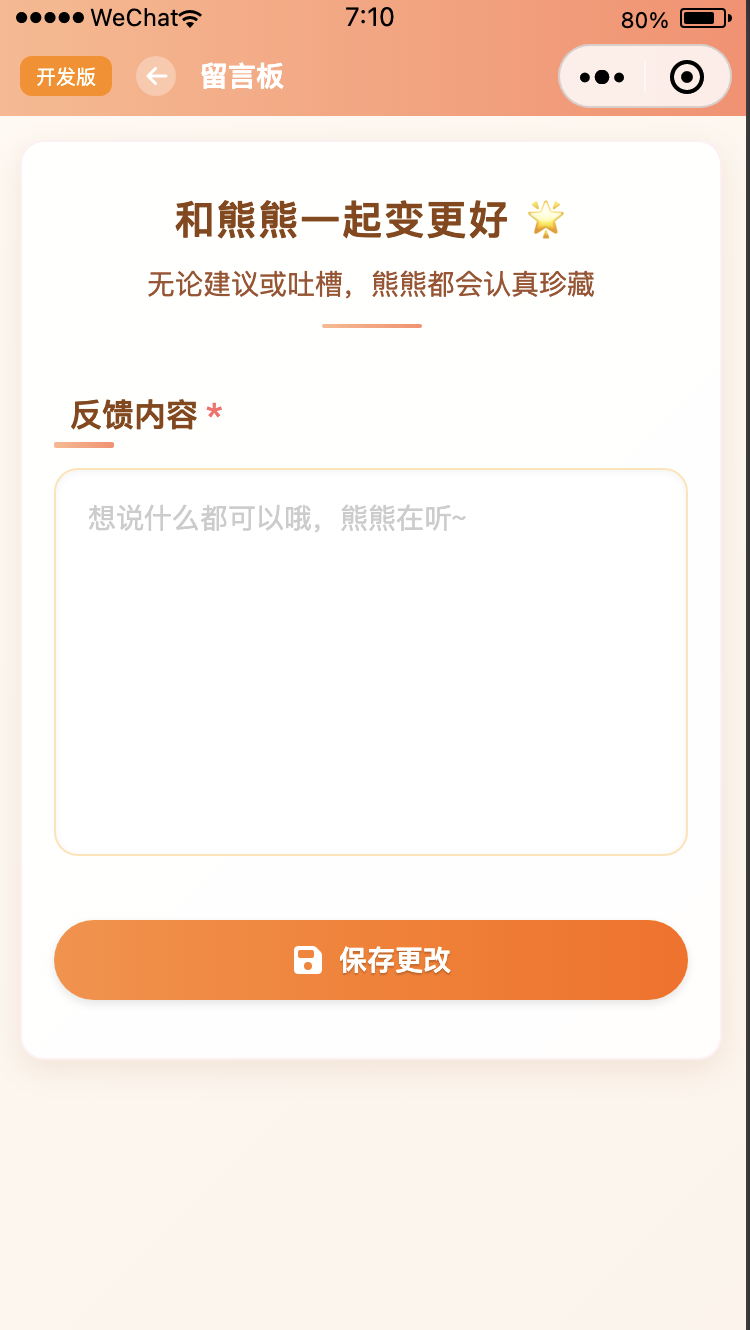 WeChat 7:10 80%
开发版 留言板
和熊熊一起变更好 🌟
无论建议或吐槽，熊熊都会认真珍藏
反馈内容 *
想说什么都可以哦，熊熊在听~
保存更改